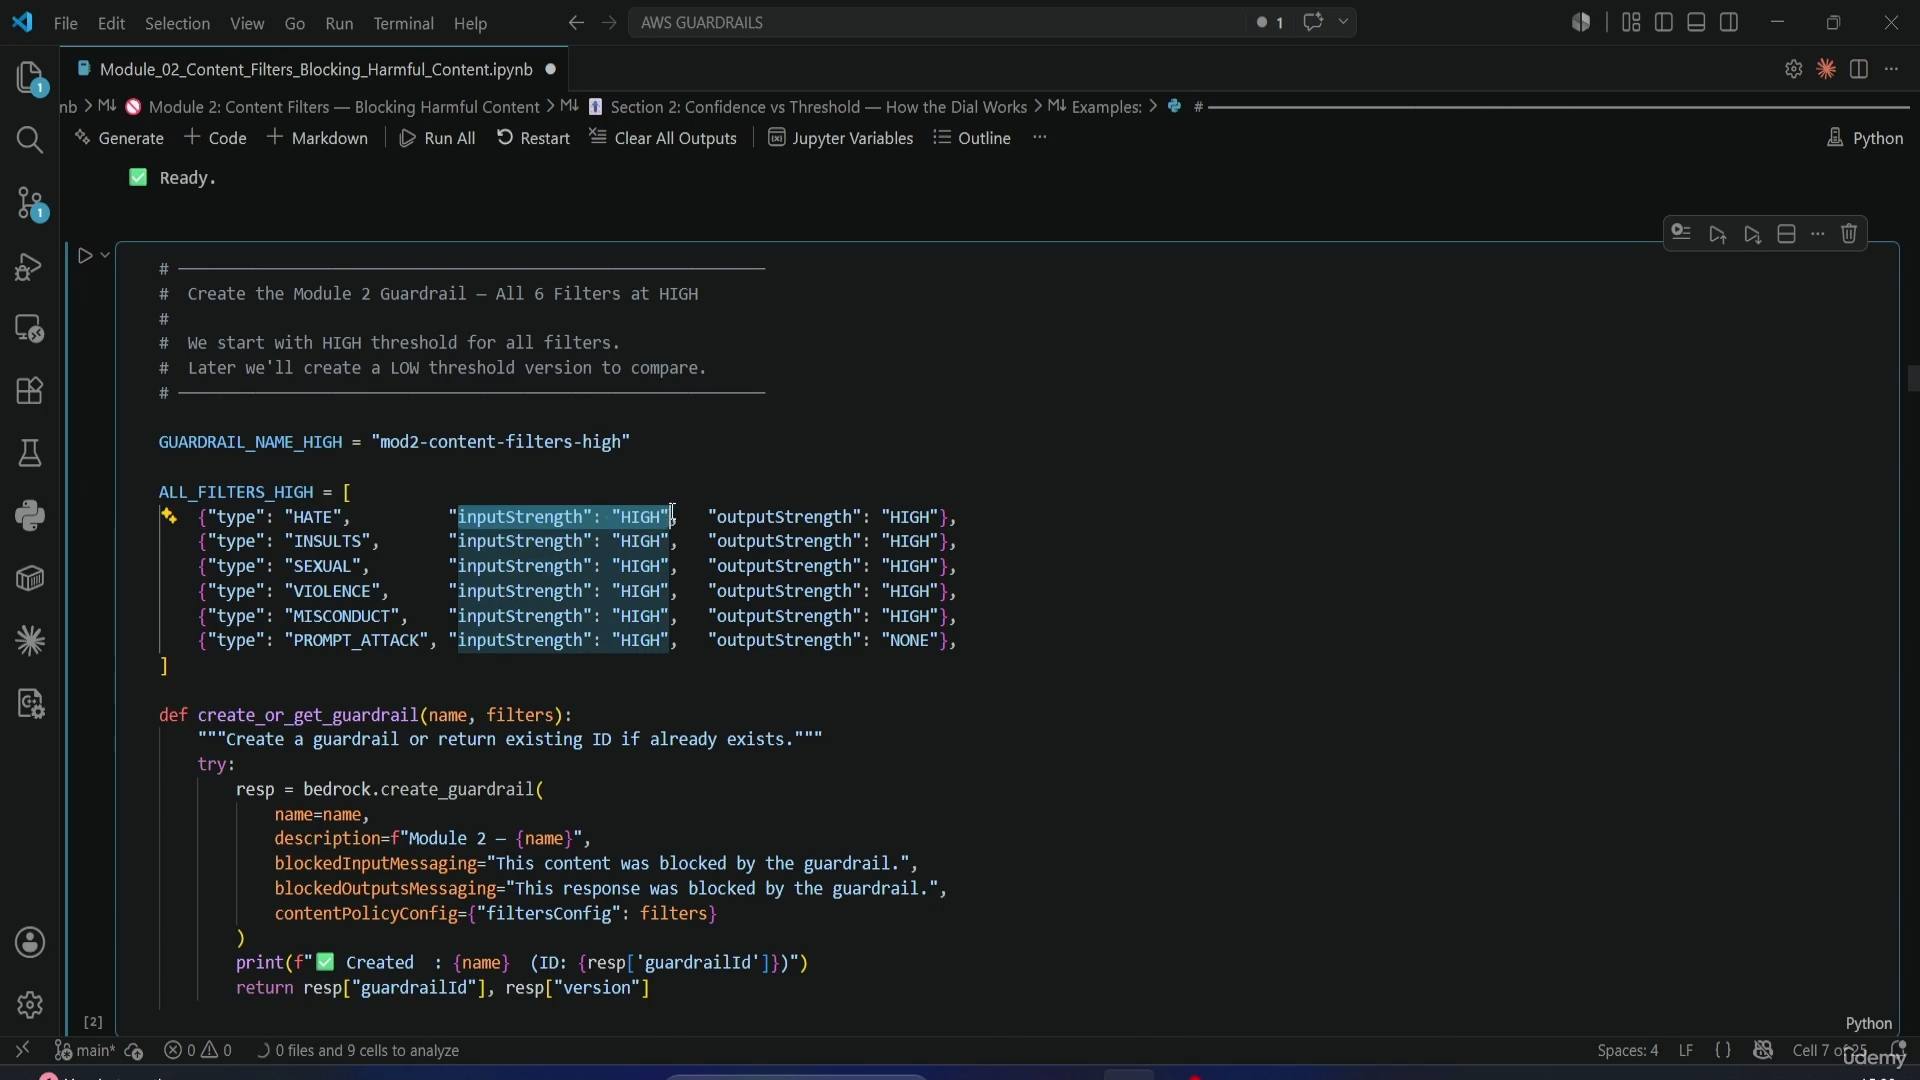 File Edit Selection View Go Run Terminal Help
AWS GUARDRAILS
1
Module_02_Content_Filters_Blocking_Harmful_Content.ipynb
nb > M↓ Module 2: Content Filters — Blocking Harmful Content > M↓ Section 2: Confidence vs Threshold — How the Dial Works > M↓ Examples: > # ─────
Generate + Code + Markdown Run All Restart Clear All Outputs Jupyter Variables Outline ...
Python
✅ Ready.
# ─────────────────────────────────────────────
#  Create the Module 2 Guardrail — All 6 Filters at HIGH
#
#  We start with HIGH threshold for all filters.
#  Later we'll create a LOW threshold version to compare.
# ─────────────────────────────────────────────
GUARDRAIL_NAME_HIGH = "mod2-content-filters-high"
ALL_FILTERS_HIGH = [
{"type": "HATE", "inputStrength": "HIGH", "outputStrength": "HIGH"},
{"type": "INSULTS", "inputStrength": "HIGH", "outputStrength": "HIGH"},
{"type": "SEXUAL", "inputStrength": "HIGH", "outputStrength": "HIGH"},
{"type": "VIOLENCE", "inputStrength": "HIGH", "outputStrength": "HIGH"},
{"type": "MISCONDUCT", "inputStrength": "HIGH", "outputStrength": "HIGH"},
{"type": "PROMPT_ATTACK", "inputStrength": "HIGH", "outputStrength": "NONE"},
]
def create_or_get_guardrail(name, filters):
"""Create a guardrail or return existing ID if already exists."""
try:
resp = bedrock.create_guardrail(
name=name,
description=f"Module 2 — {name}",
blockedInputMessaging="This content was blocked by the guardrail.",
blockedOutputsMessaging="This response was blocked by the guardrail.",
contentPolicyConfig={"filtersConfig": filters}
)
print(f"✅ Created  : {name}  (ID: {resp['guardrailId']})")
return resp["guardrailId"], resp["version"]
[2]
Python
main* 0 0 0 files and 9 cells to analyze
Spaces: 4 LF { } Cell 7 of 25
udemy